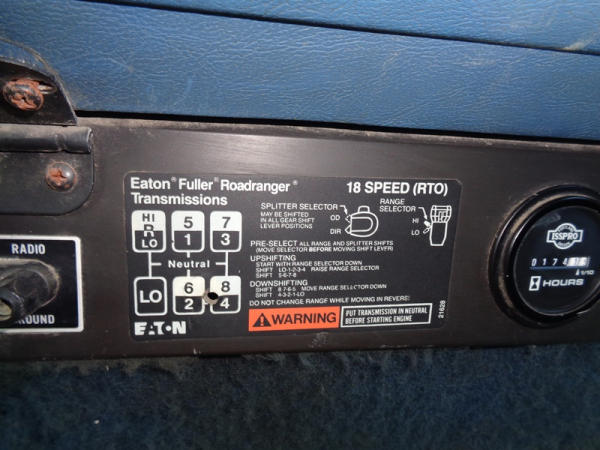 Eaton® Fuller® Roadranger®
Transmissions
18 SPEED (RTO)
HI
R
LO
5
1
7
3
Neutral
LO
6
2
8
4
EATON
SPLITTER SELECTOR
MAY BE SHIFTED
IN ALL GEAR SHIFT
LEVER POSITIONS
OD
DIR
RANGE
SELECTOR
HI
LO
PRE-SELECT ALL RANGE AND SPLITTER SHIFTS
(MOVE SELECTOR BEFORE MOVING SHIFT LEVER)
UPSHIFTING
START WITH RANGE SELECTOR DOWN
SHIFT LO-1-2-3-4 RAISE RANGE SELECTOR
SHIFT 5-6-7-8
DOWNSHIFTING
SHIFT 8-7-6-5 MOVE RANGE SELECTOR DOWN
SHIFT 4-3-2-1-LO
DO NOT CHANGE RANGE WHILE MOVING IN REVERSE
WARNING
PUT TRANSMISSION IN NEUTRAL
BEFORE STARTING ENGINE
21628
RADIO
GROUND
ISSPRO
0174
1/10
HOURS